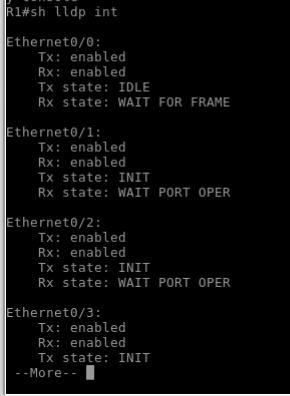 R1#sh lldp int
Ethernet0/0:
Tx: enabled
Rx: enabled
Tx state: IDLE
Rx state: WAIT FOR FRAME
Ethernet0/1:
Tx: enabled
Rx: enabled
Tx state: INIT
Rx state: WAIT PORT OPER
Ethernet0/2:
Tx: enabled
Rx: enabled
Tx state: INIT
Rx state: WAIT PORT OPER
Ethernet0/3:
Tx: enabled
Rx: enabled
Tx state: INIT
--More--